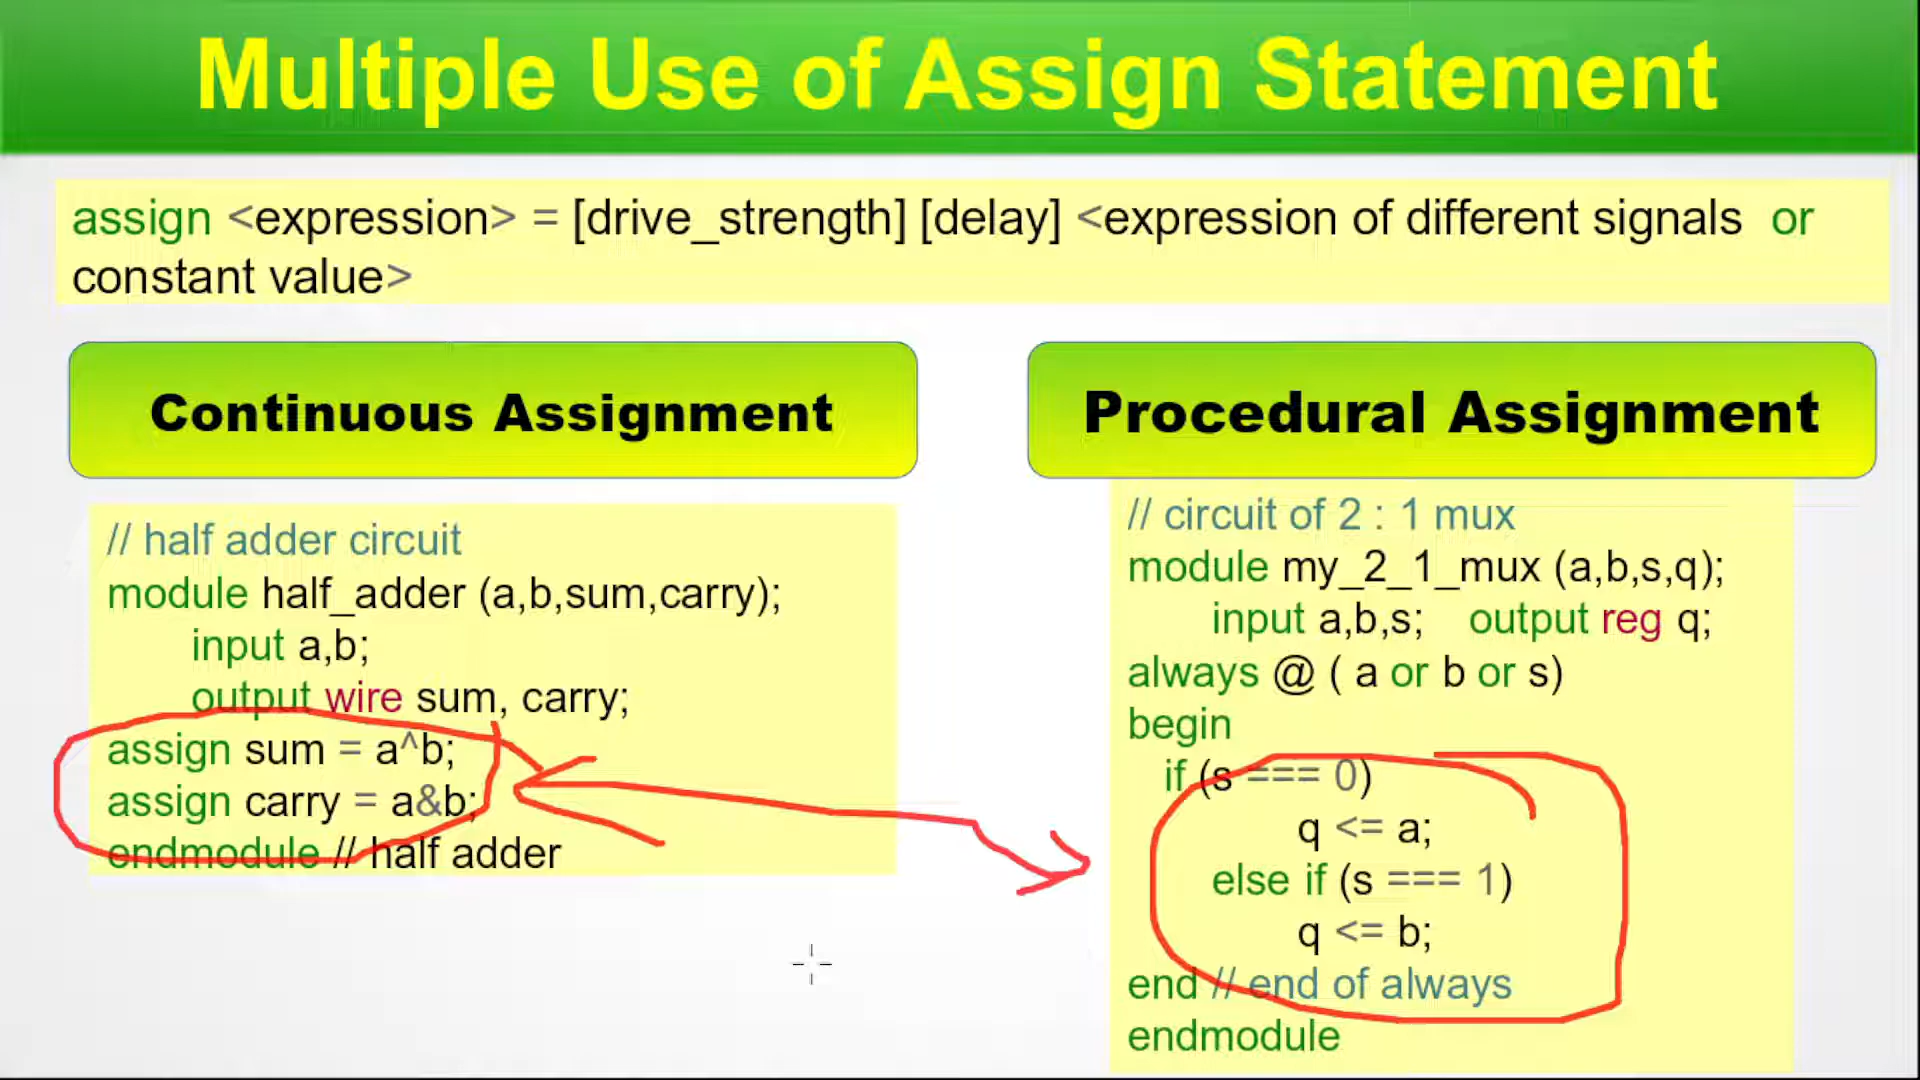 Multiple Use of Assign Statement
assign <expression> = [drive_strength] [delay] <expression of different signals or
constant value>
Continuous Assignment
// half adder circuit
module half_adder (a,b,sum,carry);
input a,b;
output wire sum, carry;
assign sum = a^b;
assign carry = a&b;
endmodule // half adder
Procedural Assignment
// circuit of 2 : 1 mux
module my_2_1_mux (a,b,s,q);
input a,b,s; output reg q;
always @ ( a or b or s)
begin
if (s === 0)
q <= a;
else if (s === 1)
q <= b;
end // end of always
endmodule